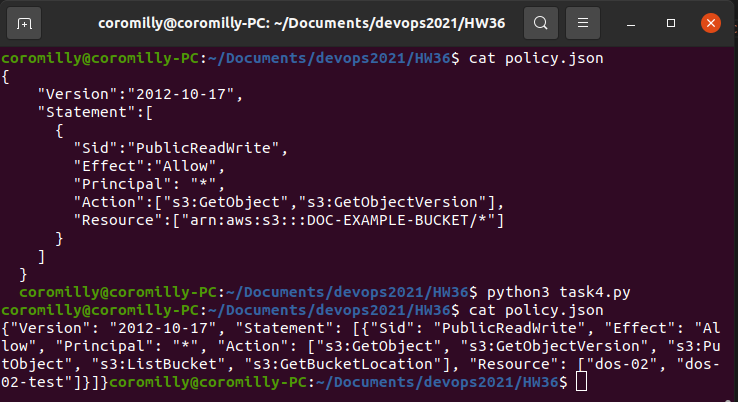 coromilly@coromilly-PC: ~/Documents/devops2021/HW36
coromilly@coromilly-PC:~/Documents/devops2021/HW36$ cat policy.json
{
    "Version":"2012-10-17",
    "Statement":[
      {
        "Sid":"PublicReadWrite",
        "Effect":"Allow",
        "Principal": "*",
        "Action":["s3:GetObject","s3:GetObjectVersion"],
        "Resource":["arn:aws:s3:::DOC-EXAMPLE-BUCKET/*"]
      }
    ]
  }
  coromilly@coromilly-PC:~/Documents/devops2021/HW36$ python3 task4.py
coromilly@coromilly-PC:~/Documents/devops2021/HW36$ cat policy.json
{"Version": "2012-10-17", "Statement": [{"Sid": "PublicReadWrite", "Effect": "Al
low", "Principal": "*", "Action": ["s3:GetObject", "s3:GetObjectVersion", "s3:Pu
tObject", "s3:ListBucket", "s3:GetBucketLocation"], "Resource": ["dos-02", "dos-
02-test"]}]}coromilly@coromilly-PC:~/Documents/devops2021/HW36$